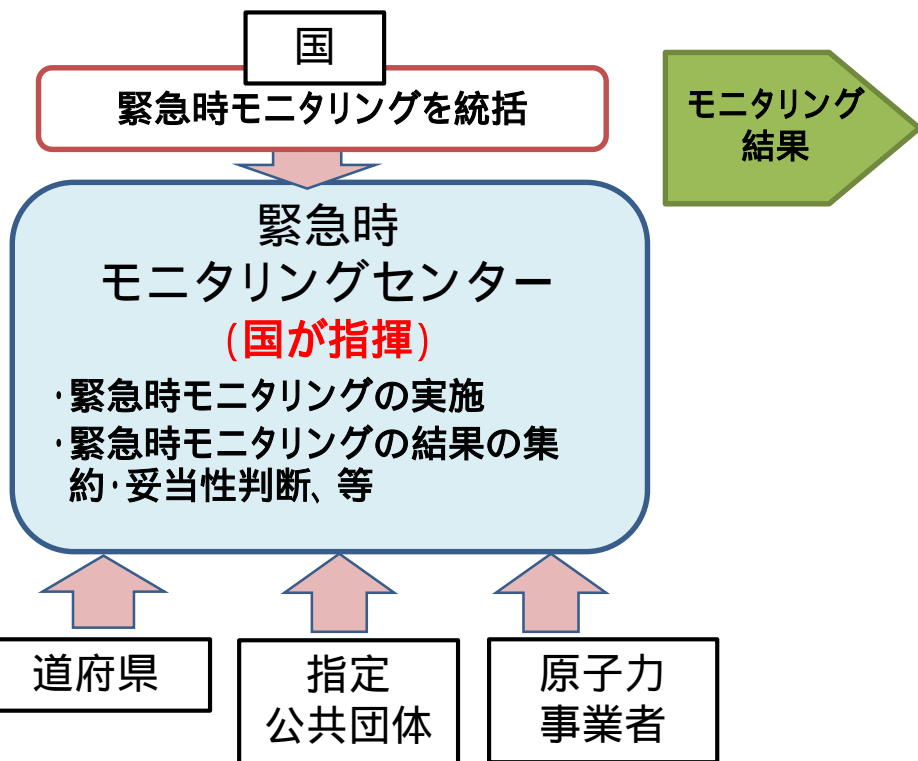 国
緊急時モニタリングを統括
モニタリング
結果
緊急時
モニタリングセンター
(国が指揮)
・緊急時モニタリングの実施
・緊急時モニタリングの結果の集
約・妥当性判断、等
道府県
指定
公共団体
原子力
事業者